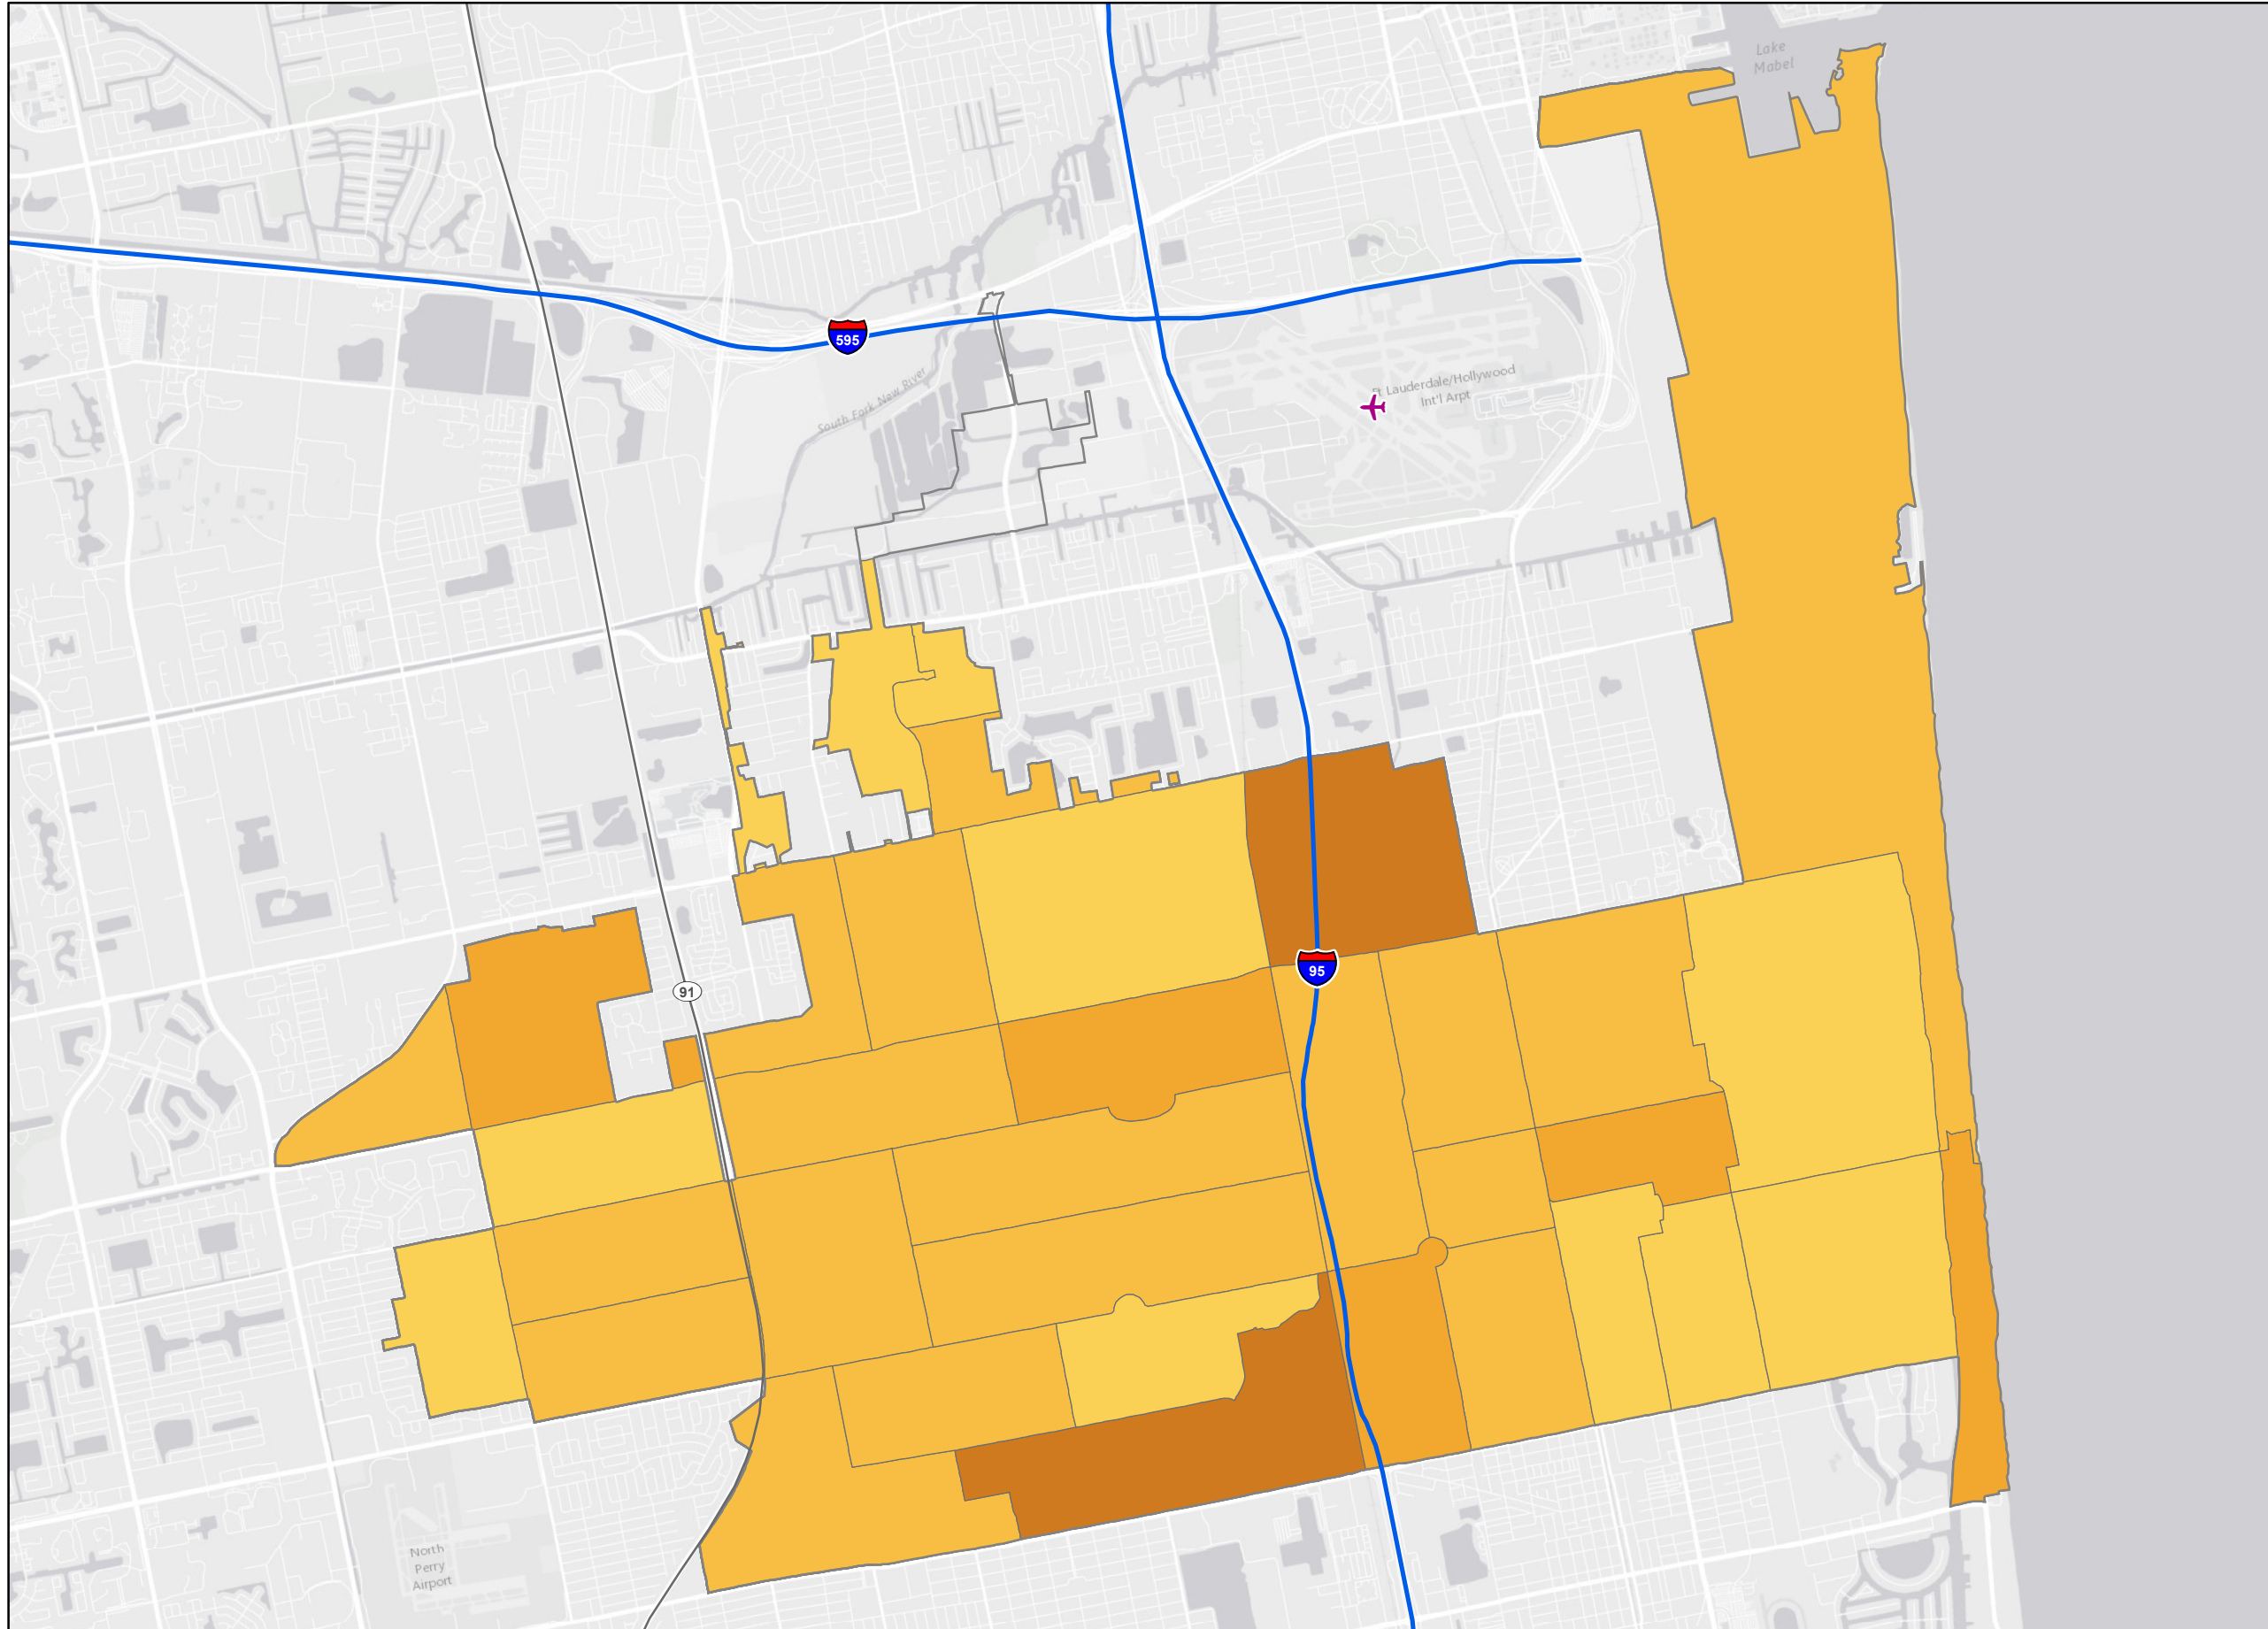 Lake
Mabel
595
South Fork New River
Ft Lauderdale/Hollywood
Int'l Arpt
95
91
North
Perry
Airport